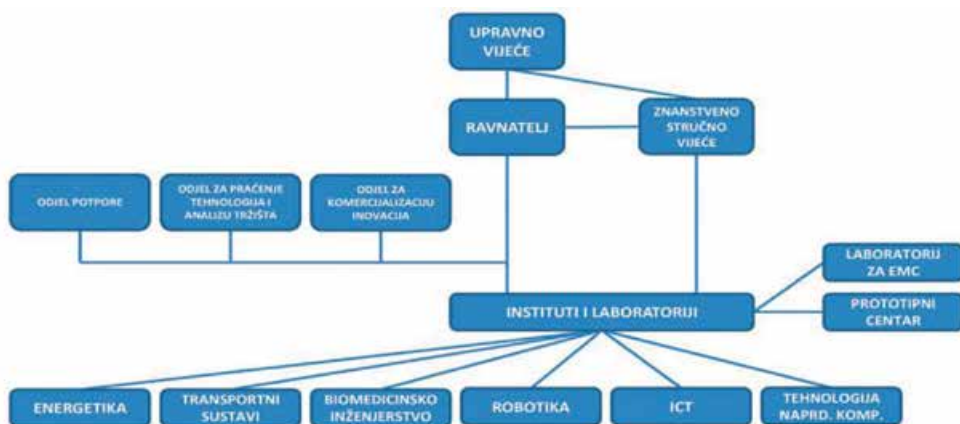 UPRAVNO
VIJEĆE
RAVNATELJ
ZNANSTVENO
STRUČNO
VIJEĆE
ODJEL POTPORE
ODJEL ZA PRAĆENJE
TEHNOLOGIJA I
ANALIZU TRŽIŠTA
ODJEL ZA
KOMERCIJALIZACIJU
INOVACIJA
LABORATORIJ
ZA EMC
INSTITUTI I LABORATORIJI
PROTOTIPNI
CENTAR
ENERGETIKA
TRANSPORTNI
SUSTAVI
BIOMEDICINSKO
INŽENJERSTVO
ROBOTIKA
ICT
TEHNOLOGIJA
NAPRD. KOMP.